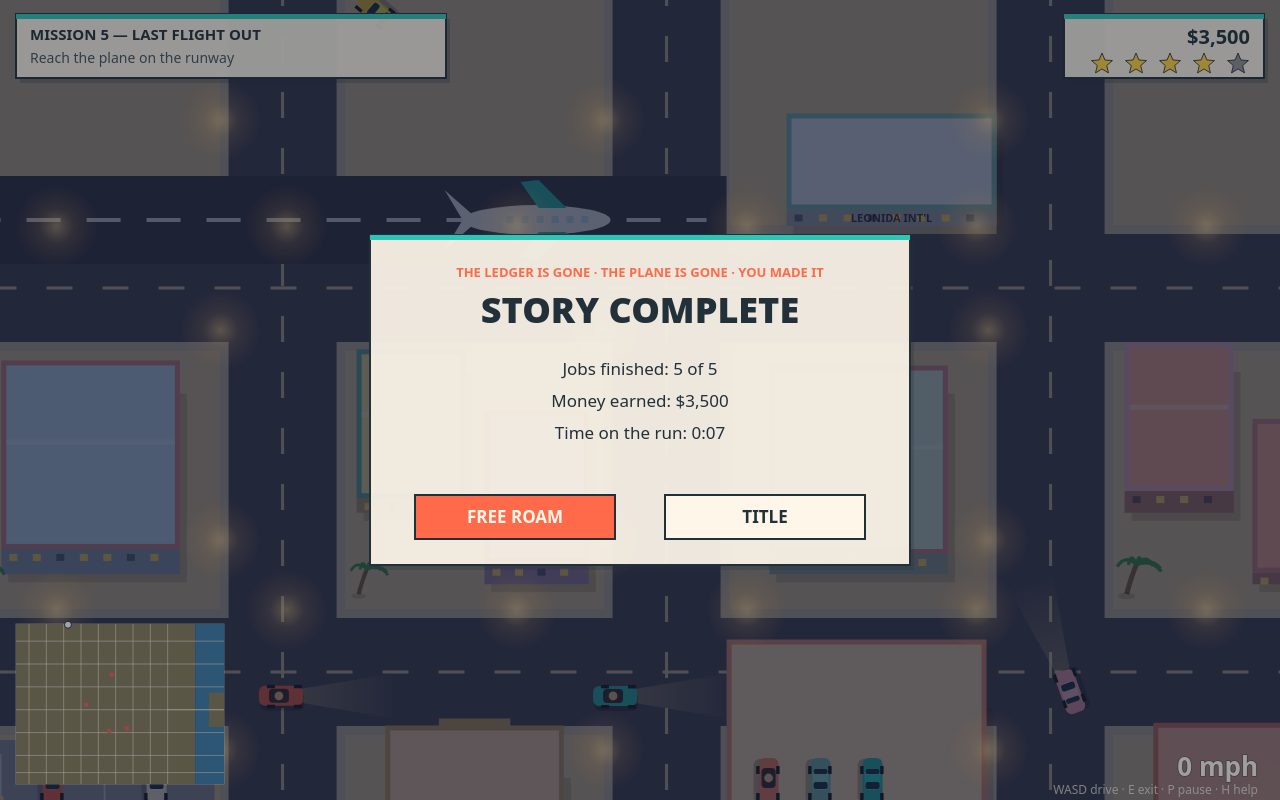 MISSION 5 — LAST FLIGHT OUT
Reach the plane on the runway
$3,500
LEONIDA INT'L
THE LEDGER IS GONE · THE PLANE IS GONE · YOU MADE IT
STORY COMPLETE
Jobs finished: 5 of 5
Money earned: $3,500
Time on the run: 0:07
FREE ROAM
TITLE
0 mph
WASD drive · E exit · P pause · H help